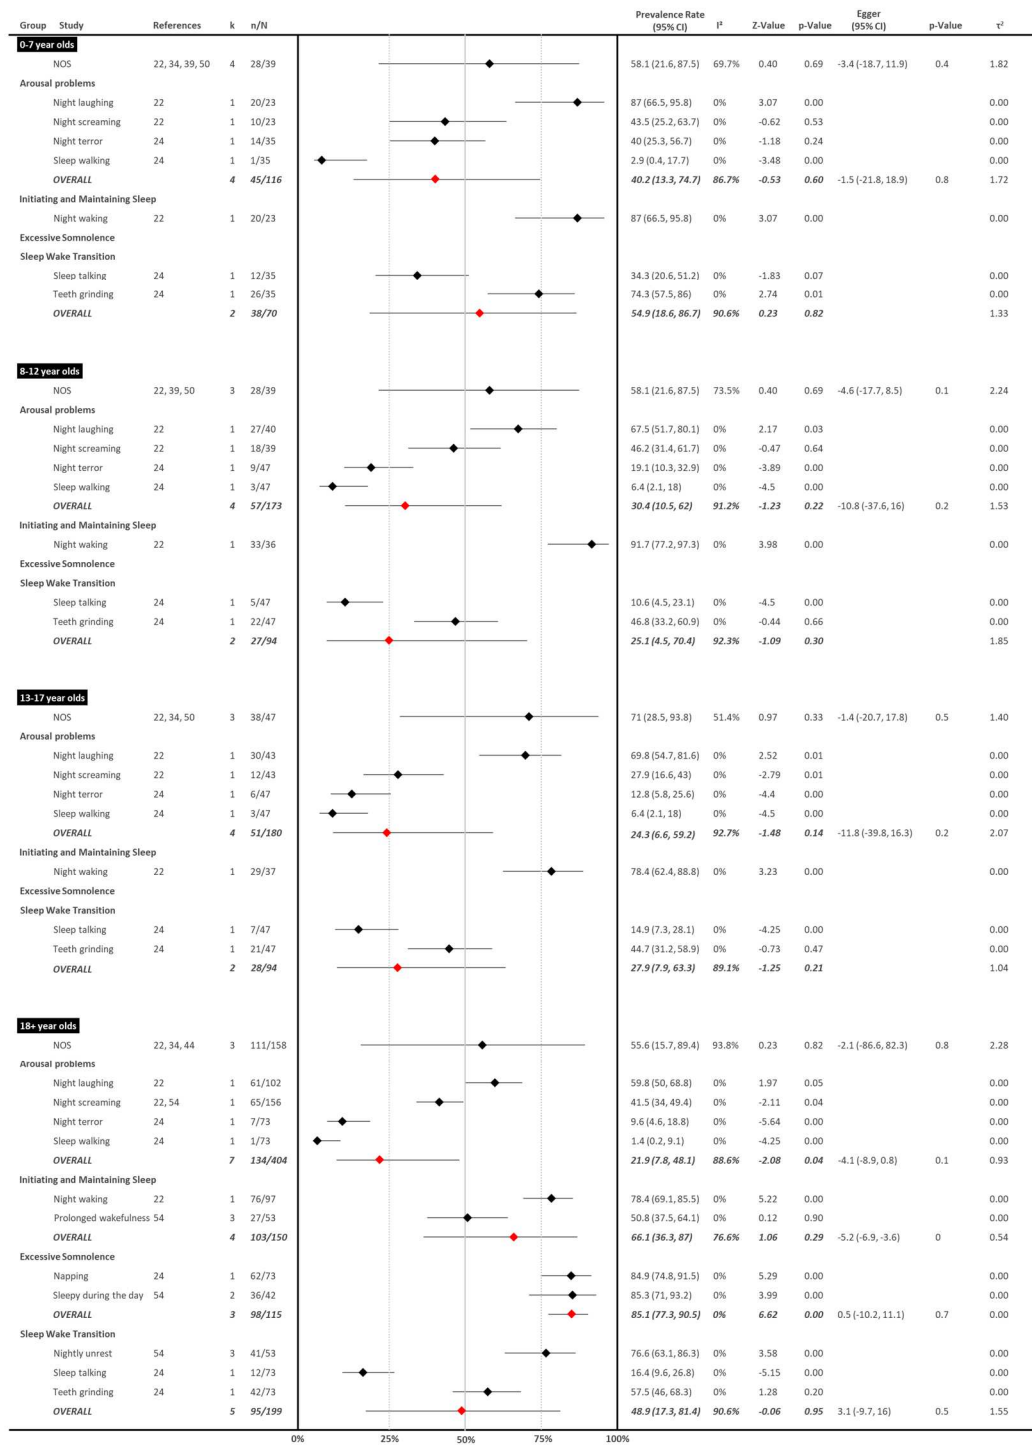 Group Study References k n/N Prevalence Rate (95% CI) I² Z-Value p-Value Egger (95% CI) p-Value τ²
0-7 year olds
NOS 22, 34, 39, 50 4 28/39 58.1 (21.6, 87.5) 69.7% 0.40 0.69 -3.4 (-18.7, 11.9) 0.4 1.82
Arousal problems
Night laughing 22 1 20/23 87 (66.5, 95.8) 0% 3.07 0.00 0.00
Night screaming 22 1 10/23 43.5 (25.2, 63.7) 0% -0.62 0.53 0.00
Night terror 24 1 14/35 40 (25.3, 56.7) 0% -1.18 0.24 0.00
Sleep walking 24 1 1/35 2.9 (0.4, 17.7) 0% -3.48 0.00 0.00
OVERALL 4 45/116 40.2 (13.3, 74.7) 86.7% -0.53 0.60 -1.5 (-21.8, 18.9) 0.8 1.72
Initiating and Maintaining Sleep
Night waking 22 1 20/23 87 (66.5, 95.8) 0% 3.07 0.00 0.00
Excessive Somnolence
Sleep Wake Transition
Sleep talking 24 1 12/35 34.3 (20.6, 51.2) 0% -1.83 0.07 0.00
Teeth grinding 24 1 26/35 74.3 (57.5, 86) 0% 2.74 0.01 0.00
OVERALL 2 38/70 54.9 (18.6, 86.7) 90.6% 0.23 0.82 1.33
8-12 year olds
NOS 22, 39, 50 3 28/39 58.1 (21.6, 87.5) 73.5% 0.40 0.69 -4.6 (-17.7, 8.5) 0.1 2.24
Arousal problems
Night laughing 22 1 27/40 67.5 (51.7, 80.1) 0% 2.17 0.03 0.00
Night screaming 22 1 18/39 46.2 (31.4, 61.7) 0% -0.47 0.64 0.00
Night terror 24 1 9/47 19.1 (10.3, 32.9) 0% -3.89 0.00 0.00
Sleep walking 24 1 3/47 6.4 (2.1, 18) 0% -4.5 0.00 0.00
OVERALL 4 57/173 30.4 (10.5, 62) 91.2% -1.23 0.22 -10.8 (-37.6, 16) 0.2 1.53
Initiating and Maintaining Sleep
Night waking 22 1 33/36 91.7 (77.2, 97.3) 0% 3.98 0.00 0.00
Excessive Somnolence
Sleep Wake Transition
Sleep talking 24 1 5/47 10.6 (4.5, 23.1) 0% -4.5 0.00 0.00
Teeth grinding 24 1 22/47 46.8 (33.2, 60.9) 0% -0.44 0.66 0.00
OVERALL 2 27/94 25.1 (4.5, 70.4) 92.3% -1.09 0.30 1.85
13-17 year olds
NOS 22, 34, 50 3 38/47 71 (28.5, 93.8) 51.4% 0.97 0.33 -1.4 (-20.7, 17.8) 0.5 1.40
Arousal problems
Night laughing 22 1 30/43 69.8 (54.7, 81.6) 0% 2.52 0.01 0.00
Night screaming 22 1 12/43 27.9 (16.6, 43) 0% -2.79 0.01 0.00
Night terror 24 1 6/47 12.8 (5.8, 25.6) 0% -4.4 0.00 0.00
Sleep walking 24 1 3/47 6.4 (2.1, 18) 0% -4.5 0.00 0.00
OVERALL 4 51/180 24.3 (6.6, 59.2) 92.7% -1.48 0.14 -11.8 (-39.8, 16.3) 0.2 2.07
Initiating and Maintaining Sleep
Night waking 22 1 29/37 78.4 (62.4, 88.8) 0% 3.23 0.00 0.00
Excessive Somnolence
Sleep Wake Transition
Sleep talking 24 1 7/47 14.9 (7.3, 28.1) 0% -4.25 0.00 0.00
Teeth grinding 24 1 21/47 44.7 (31.2, 58.9) 0% -0.73 0.47 0.00
OVERALL 2 28/94 27.9 (7.9, 63.3) 89.1% -1.25 0.21 1.04
18+ year olds
NOS 22, 34, 44 3 111/158 55.6 (15.7, 89.4) 93.8% 0.23 0.82 -2.1 (-86.6, 82.3) 0.8 2.28
Arousal problems
Night laughing 22 1 61/102 59.8 (50, 68.8) 0% 1.97 0.05 0.00
Night screaming 22, 54 1 65/156 41.5 (34, 49.4) 0% -2.11 0.04 0.00
Night terror 24 1 7/73 9.6 (4.6, 18.8) 0% -5.64 0.00 0.00
Sleep walking 24 1 1/73 1.4 (0.2, 9.1) 0% -4.25 0.00 0.00
OVERALL 7 134/404 21.9 (7.8, 48.1) 88.6% -2.08 0.04 -4.1 (-8.9, 0.8) 0.1 0.93
Initiating and Maintaining Sleep
Night waking 22 1 76/97 78.4 (69.1, 85.5) 0% 5.22 0.00 0.00
Prolonged wakefulness 54 3 27/53 50.8 (37.5, 64.1) 0% 0.12 0.90 0.00
OVERALL 4 103/150 66.1 (36.3, 87) 76.6% 1.06 0.29 -5.2 (-6.9, -3.6) 0 0.54
Excessive Somnolence
Napping 24 1 62/73 84.9 (74.8, 91.5) 0% 5.29 0.00 0.00
Sleepy during the day 54 2 36/42 85.3 (71, 93.2) 0% 3.99 0.00 0.00
OVERALL 3 98/115 85.1 (77.3, 90.5) 0% 6.62 0.00 0.5 (-10.2, 11.1) 0.7 0.00
Sleep Wake Transition
Nightly unrest 54 3 41/53 76.6 (63.1, 86.3) 0% 3.58 0.00 0.00
Sleep talking 24 1 12/73 16.4 (9.6, 26.8) 0% -5.15 0.00 0.00
Teeth grinding 24 1 42/73 57.5 (46, 68.3) 0% 1.28 0.20 0.00
OVERALL 5 95/199 48.9 (17.3, 81.4) 90.6% -0.06 0.95 3.1 (-9.7, 16) 0.5 1.55
0% 25% 50% 75% 100%